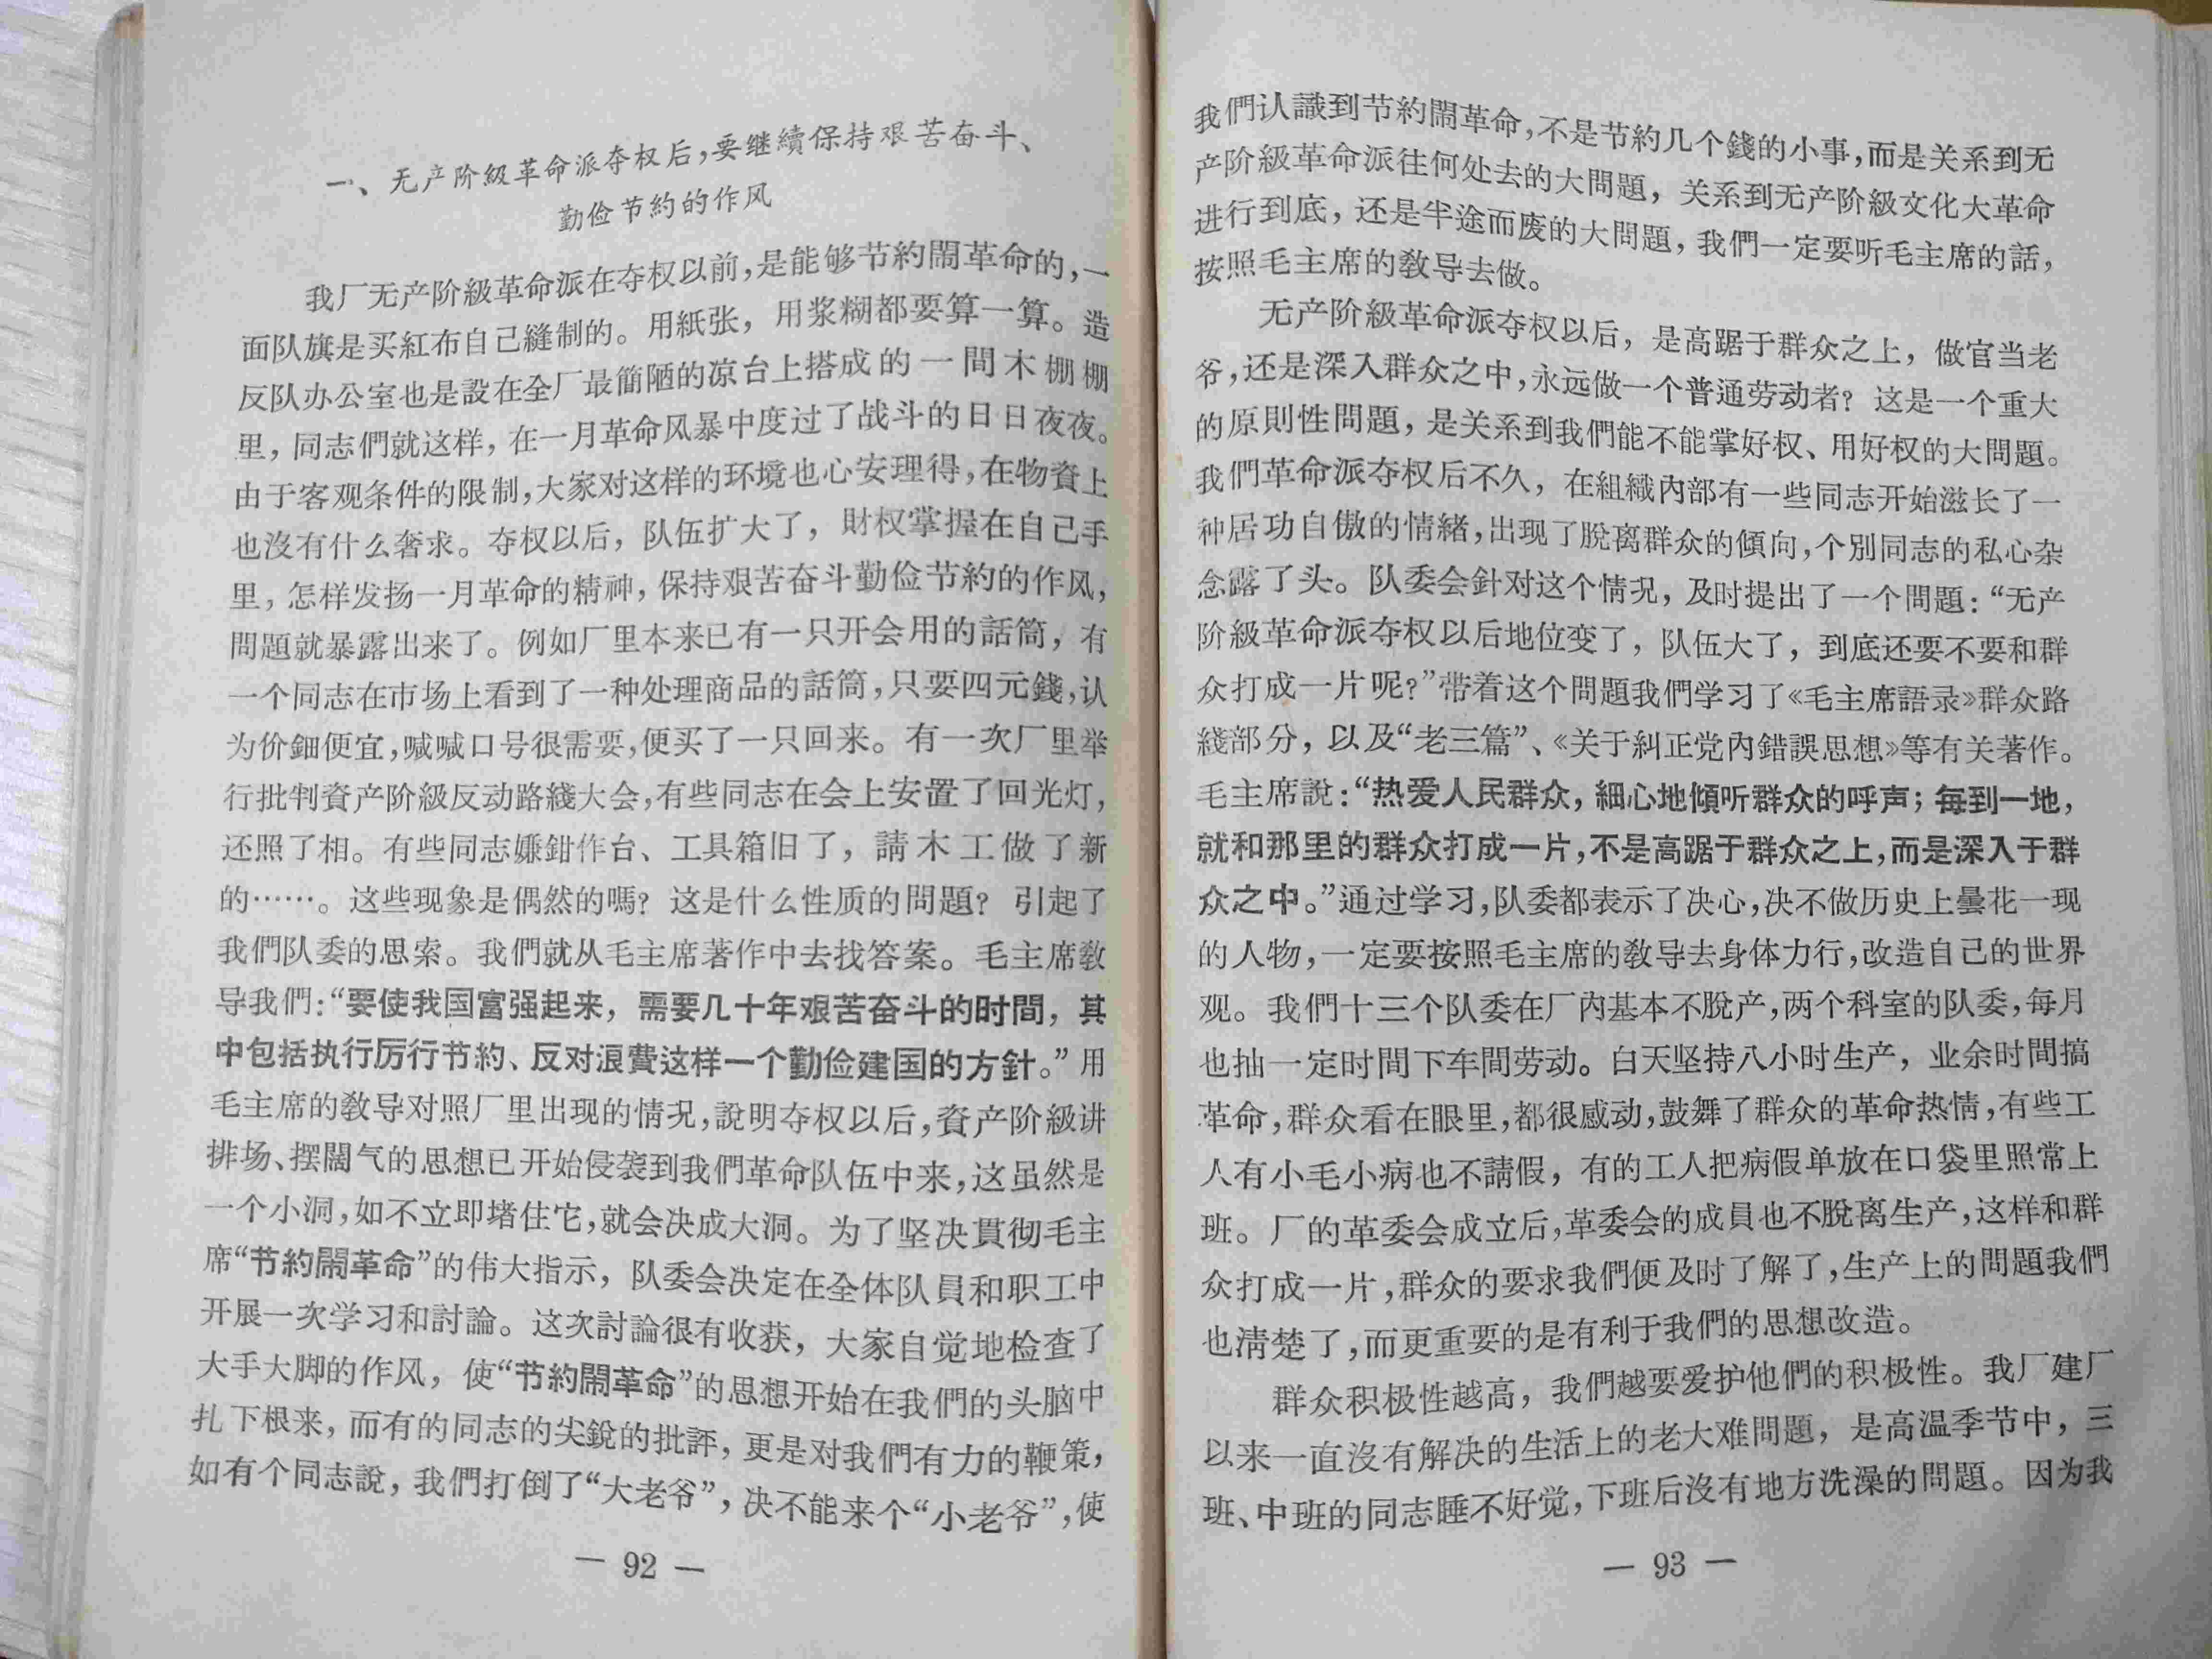 一、无产阶級革命派夺权后，要继續保持艰苦奋斗、
勤俭节約的作风
我厂无产阶級革命派在夺权以前，是能够节約鬧革命的，一
面队旗是买紅布自己縫制的。用紙张，用浆糊都要算一算。造
反队办公室也是設在全厂最簡陋的凉台上搭成的一間木棚棚
里，同志們就这样，在一月革命风暴中度过了战斗的日日夜夜。
由于客观条件的限制，大家对这样的环境也心安理得，在物資上
也沒有什么奢求。夺权以后，队伍扩大了，財权掌握在自己手
里，怎样发扬一月革命的精神，保持艰苦奋斗勤俭节約的作风，
問題就暴露出来了。例如厂里本来已有一只开会用的話筒，有
一个同志在市场上看到了一种处理商品的話筒，只要四元錢，认
为价鈿便宜，喊喊口号很需要，便买了一只回来。有一次厂里举
行批判資产阶級反动路綫大会，有些同志在会上安置了回光灯，
还照了相。有些同志嫌鉗作台、工具箱旧了，請木工做了新
的……。这些现象是偶然的嗎？这是什么性质的問題？引起了
我們队委的思索。我們就从毛主席著作中去找答案。毛主席敎
导我們：“要使我国富强起来，需要几十年艰苦奋斗的时間，其
中包括执行厉行节約、反对浪費这样一个勤俭建国的方針。”用
毛主席的敎导对照厂里出现的情况，說明夺权以后，資产阶級讲
排场、摆闊气的思想已开始侵袭到我們革命队伍中来，这虽然是
一个小洞，如不立即堵住它，就会决成大洞。为了坚决貫彻毛主
席“节約鬧革命”的伟大指示，队委会决定在全体队員和职工中
开展一次学习和討論。这次討論很有收获，大家自觉地检查了
大手大脚的作风，使“节約鬧革命”的思想开始在我們的头脑中
扎下根来，而有的同志的尖銳的批評，更是对我們有力的鞭策，
如有个同志說，我們打倒了“大老爷”，决不能来个“小老爷”，使
— 92 —
我們认識到节約鬧革命，不是节約几个錢的小事，而是关系到无
产阶級革命派往何处去的大問題，关系到无产阶級文化大革命
进行到底，还是半途而废的大問題，我們一定要听毛主席的話，
按照毛主席的敎导去做。
无产阶級革命派夺权以后，是高踞于群众之上，做官当老
爷，还是深入群众之中，永远做一个普通劳动者？这是一个重大
的原則性問題，是关系到我們能不能掌好权、用好权的大問題。
我們革命派夺权后不久，在組織內部有一些同志开始滋长了一
种居功自傲的情緒，出现了脫离群众的傾向，个別同志的私心杂
念露了头。队委会針对这个情况，及时提出了一个問題：“无产
阶級革命派夺权以后地位变了，队伍大了，到底还要不要和群
众打成一片呢？”带着这个問題我們学习了《毛主席語录》群众路
綫部分，以及“老三篇”、《关于糾正党內錯誤思想》等有关著作。
毛主席說：“热爱人民群众，細心地傾听群众的呼声；每到一地，
就和那里的群众打成一片，不是高踞于群众之上，而是深入于群
众之中。”通过学习，队委都表示了决心，决不做历史上曇花一现
的人物，一定要按照毛主席的敎导去身体力行，改造自己的世界
观。我們十三个队委在厂內基本不脫产，两个科室的队委，每月
也抽一定时間下车間劳动。白天坚持八小时生产，业余时間搞
革命，群众看在眼里，都很感动，鼓舞了群众的革命热情，有些工
人有小毛小病也不請假，有的工人把病假单放在口袋里照常上
班。厂的革委会成立后，革委会的成員也不脫离生产，这样和群
众打成一片，群众的要求我們便及时了解了，生产上的問題我們
也淸楚了，而更重要的是有利于我們的思想改造。
群众积极性越高，我們越要爱护他們的积极性。我厂建厂
以来一直沒有解决的生活上的老大难問題，是高温季节中，三
班、中班的同志睡不好觉，下班后沒有地方洗澡的問題。因为我
— 93 —